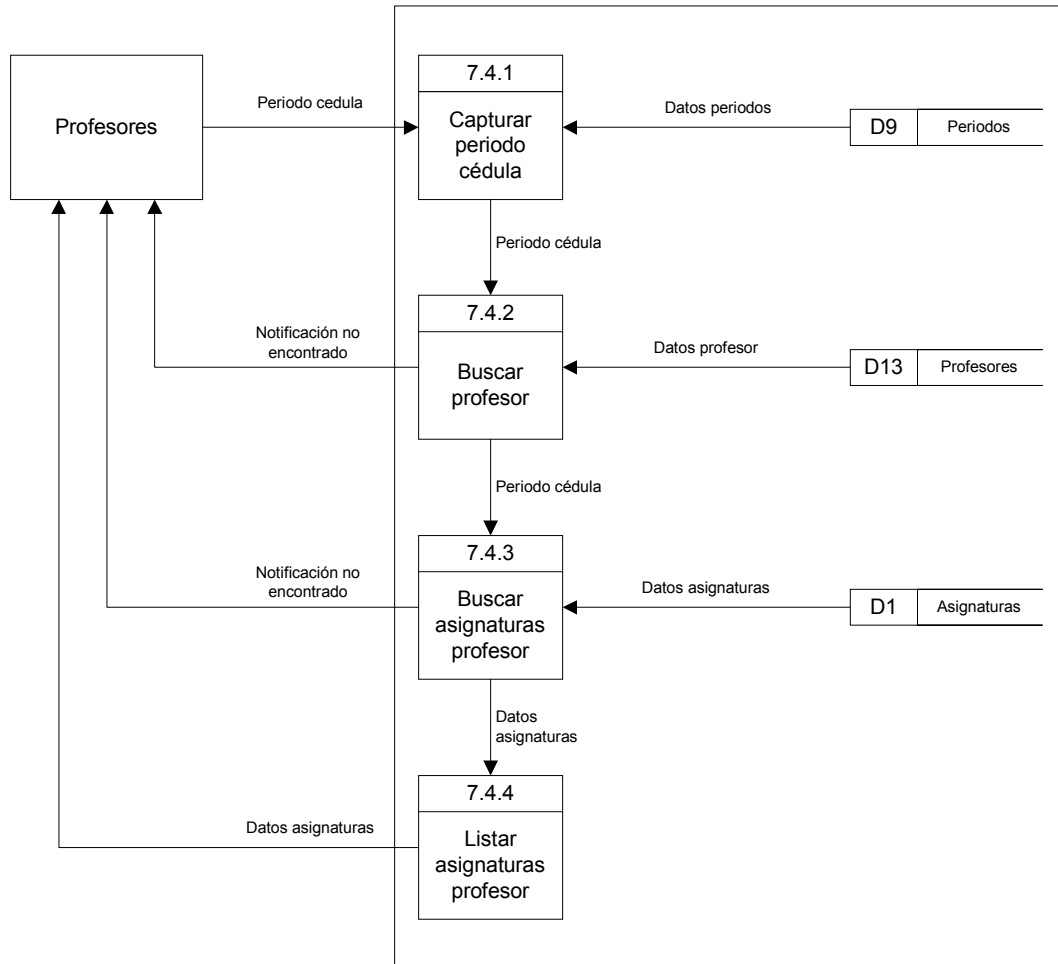 7.4.1
Profesores
Periodo cedula
Capturar
periodo
cédula
Datos periodos
D9
Periodos
Periodo cédula
7.4.2
Notificación no
encontrado
Buscar
profesor
Datos profesor
D13
Profesores
Periodo cédula
7.4.3
Notificación no
encontrado
Buscar
asignaturas
profesor
Datos asignaturas
D1
Asignaturas
Datos
asignaturas
7.4.4
Datos asignaturas
Listar
asignaturas
profesor